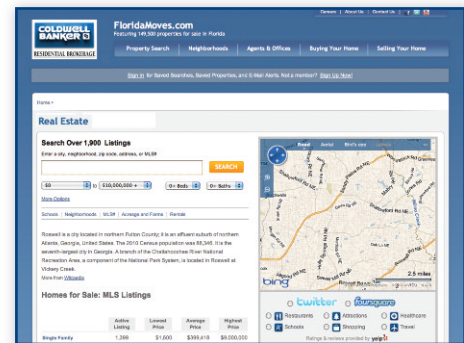 Careers | About Us | Contact Us |
COLDWELL
BANKER
RESIDENTIAL BROKERAGE
FloridaMoves.com
Featuring 149,500 properties for sale in Florida
Property Search
Neighborhoods
Agents & Offices
Buying Your Home
Selling Your Home
Sign in for Saved Searches, Saved Properties, and E-Mail Alerts. Not a member? Sign Up Now!
Home>
Real Estate
Search Over 1,900 Listings
Enter a city, neighborhood, zip code, address, or MLS#
SEARCH
$0 to $10,000,000 + 0+ Beds 0+ Baths
More Options
Schools | Neighborhoods | MLS# | Acreage and Farms | Rentals
Roswell is a city located in northern Fulton County; it is an affluent suburb of northern
Atlanta, Georgia, United States. The 2010 Census population was 88,346. It is the
seventh-largest city in Georgia. A branch of the Chattahoochee River National
Recreation Area, a component of the National Park System, is located in Roswell at
Vickery Creek.
More From Wikipedia
Homes for Sale: MLS Listings
Active Listing
Lowest Price
Average Price
Highest Price
Single Family 1,399 $1,600 $395,410 $9,000,000
Road Aerial Bird's eye
2.5 miles
bing
twitter
foursquare
Restaurants
Attractions
Healthcare
Schools
Shopping
Travel
Ratings & reviews provided by yelp